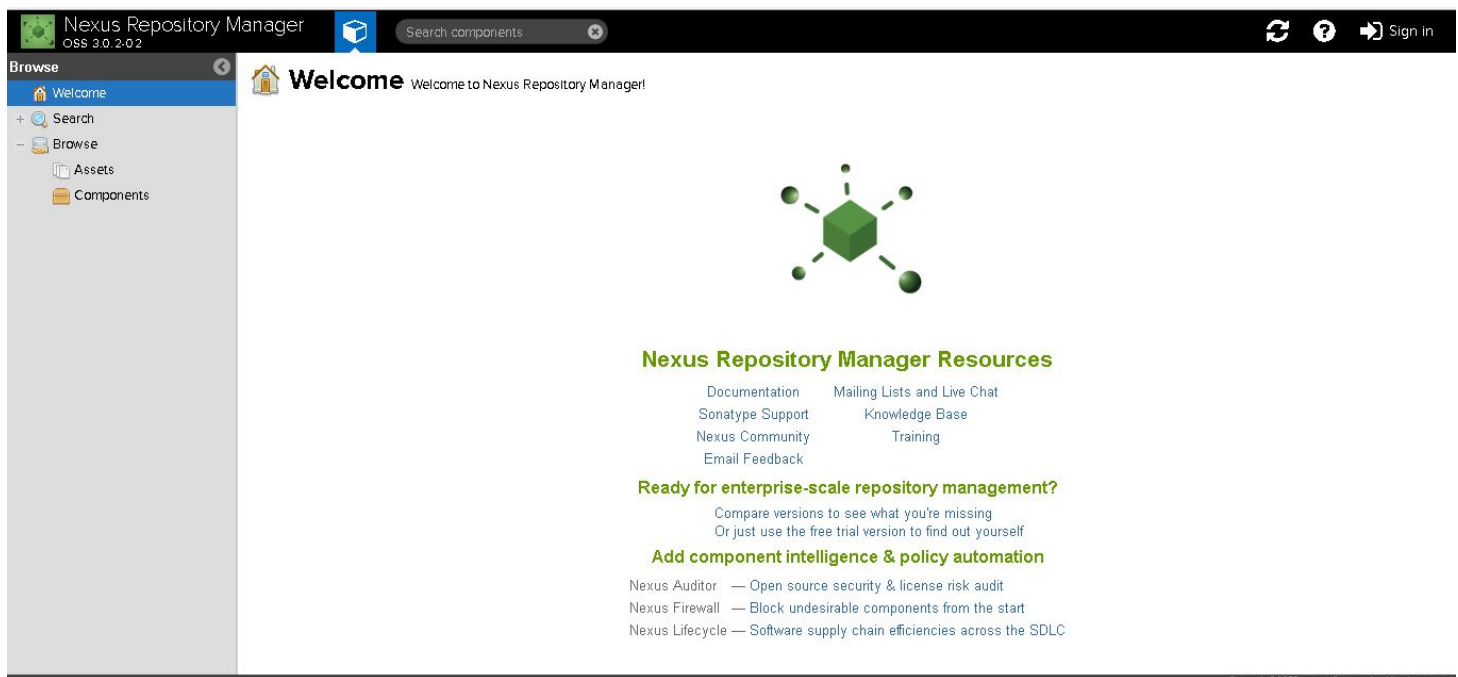 Nexus Repository Manager
OSS 3.0.2-02
Search components
Sign in
Browse
Welcome
Search
Browse
Assets
Components
Welcome Welcome to Nexus Repository Manager!
Nexus Repository Manager Resources
Documentation Mailing Lists and Live Chat
Sonatype Support Knowledge Base
Nexus Community Training
Email Feedback
Ready for enterprise-scale repository management?
Compare versions to see what you're missing
Or just use the free trial version to find out yourself
Add component intelligence & policy automation
Nexus Auditor — Open source security & license risk audit
Nexus Firewall — Block undesirable components from the start
Nexus Lifecycle — Software supply chain efficiencies across the SDLC